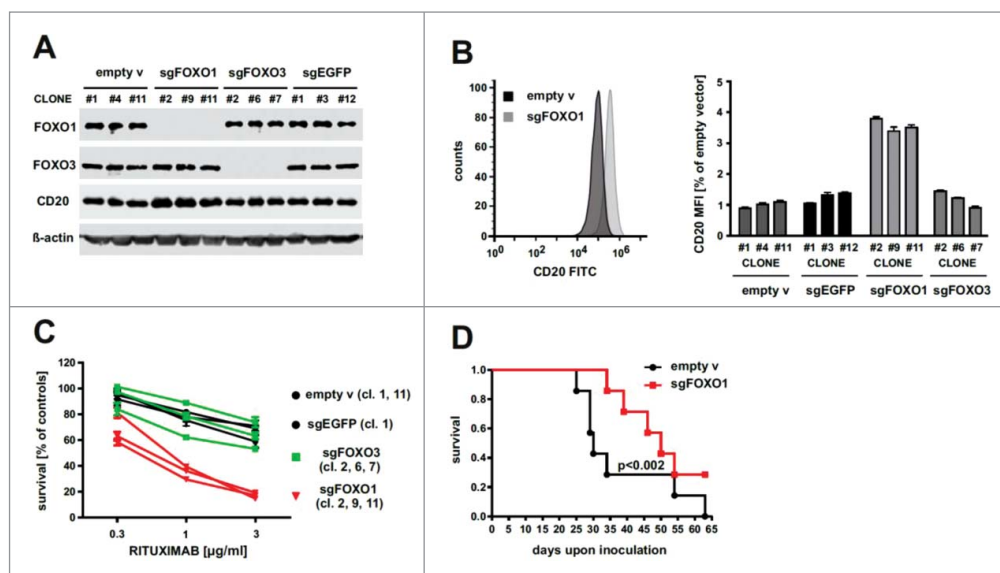 A
empty v sgFOXO1 sgFOXO3 sgEGFP
CLONE #1 #4 #11 #2 #9 #11 #2 #6 #7 #1 #3 #12
FOXO1
FOXO3
CD20
ß-actin
B
empty v
sgFOXO1
counts
100
80
60
40
20
0
10⁰ 10² 10⁴ 10⁶
CD20 FITC
CD20 MFI [% of empty vector]
5
4
3
2
1
0
#1 #4 #11 #1 #3 #12 #2 #9 #11 #2 #6 #7
CLONE CLONE CLONE CLONE
empty v sgEGFP sgFOXO1 sgFOXO3
C
survival [% of controls]
120
100
80
60
40
20
0
0.3 1 3
RITUXIMAB [µg/ml]
empty v (cl. 1, 11)
sgEGFP (cl. 1)
sgFOXO3
(cl. 2, 6, 7)
sgFOXO1
(cl. 2, 9, 11)
D
empty v
sgFOXO1
survival
1.0
0.8
0.6
0.4
0.2
0.0
p<0.002
0 5 10 15 20 25 30 35 40 45 50 55 60 65
days upon inoculation